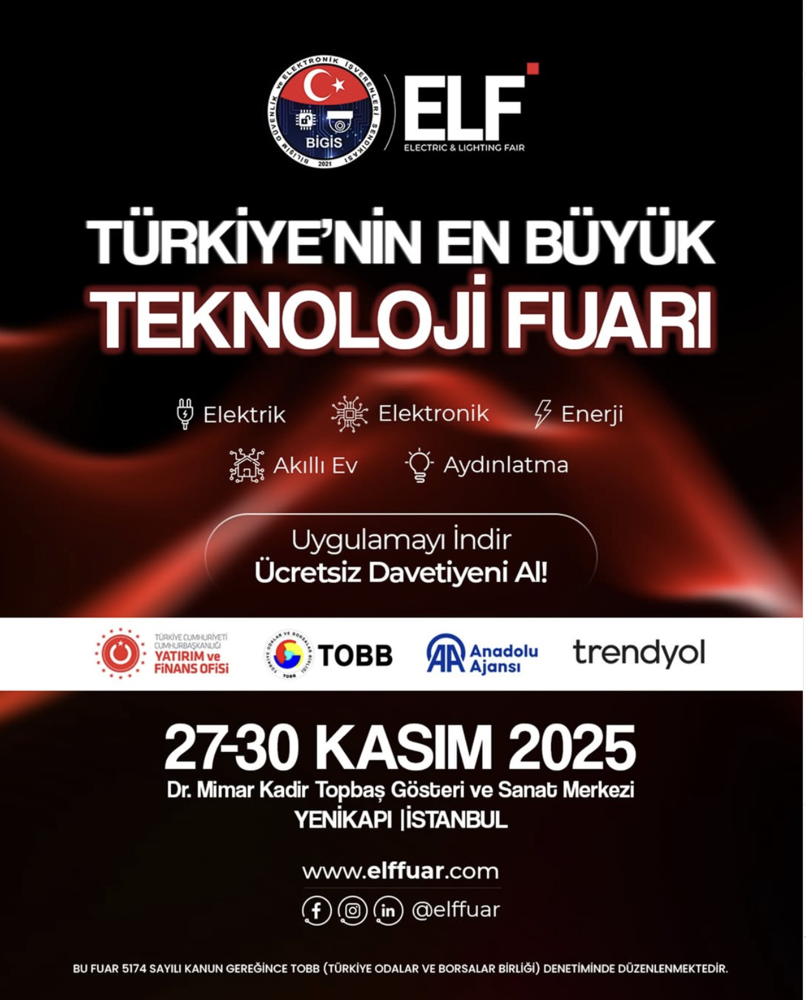 BİLİŞİM GÜVENLİK ve ELEKTRONİK İŞVERENLERİ SENDİKASI
BİGİS
2021
ELF
ELECTRIC & LIGHTING FAIR
TÜRKİYE'NİN EN BÜYÜK
TEKNOLOJİ FUARI
Elektrik Elektronik Enerji
Akıllı Ev Aydınlatma
Uygulamayı İndir
Ücretsiz Davetiyeni Al!
TÜRKİYE CUMHURİYETİ
CUMHURBAŞKANLIĞI
YATIRIM ve
FİNANS OFİSİ
TÜRKİYE ODALAR VE BORSALAR BİRLİĞİ
TOBB
TOBB
AA
Anadolu
Ajansı
trendyol
27-30 KASIM 2025
Dr. Mimar Kadir Topbaş Gösteri ve Sanat Merkezi
YENİKAPI |İSTANBUL
www.elffuar.com
@elffuar
BU FUAR 5174 SAYILI KANUN GEREĞİNCE TOBB (TÜRKİYE ODALAR VE BORSALAR BİRLİĞİ) DENETİMİNDE DÜZENLENMEKTEDİR.